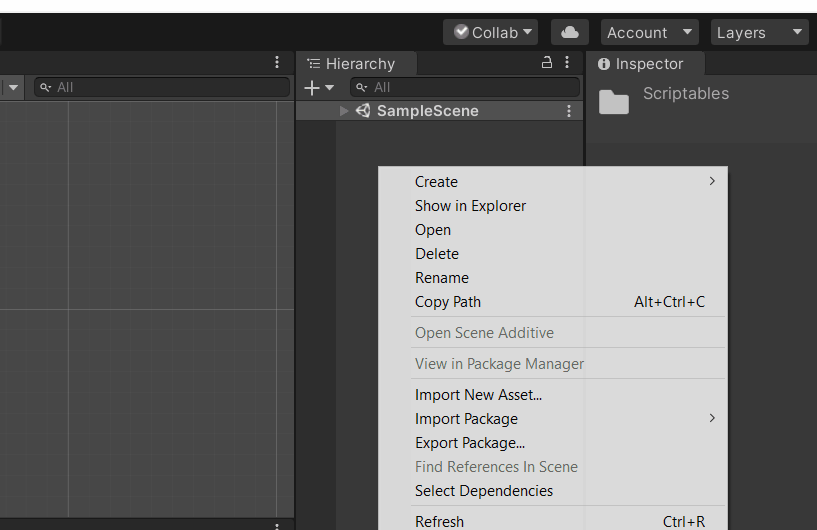 Collab Account Layers
Hierarchy Inspector
All All Scriptables
SampleScene
Create
Show in Explorer
Open
Delete
Rename
Copy Path Alt+Ctrl+C
Open Scene Additive
View in Package Manager
Import New Asset...
Import Package
Export Package...
Find References In Scene
Select Dependencies
Refresh Ctrl+R